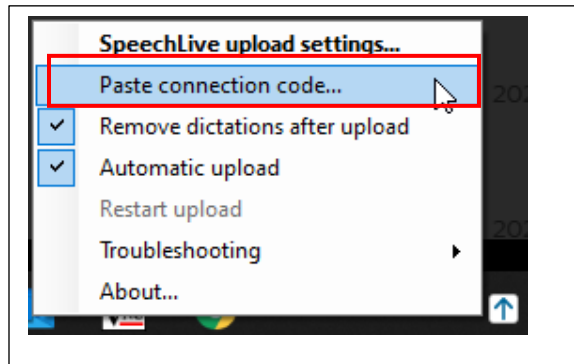 SpeechLive upload settings...
Paste connection code...
Remove dictations after upload
Automatic upload
Restart upload
Troubleshooting
About...